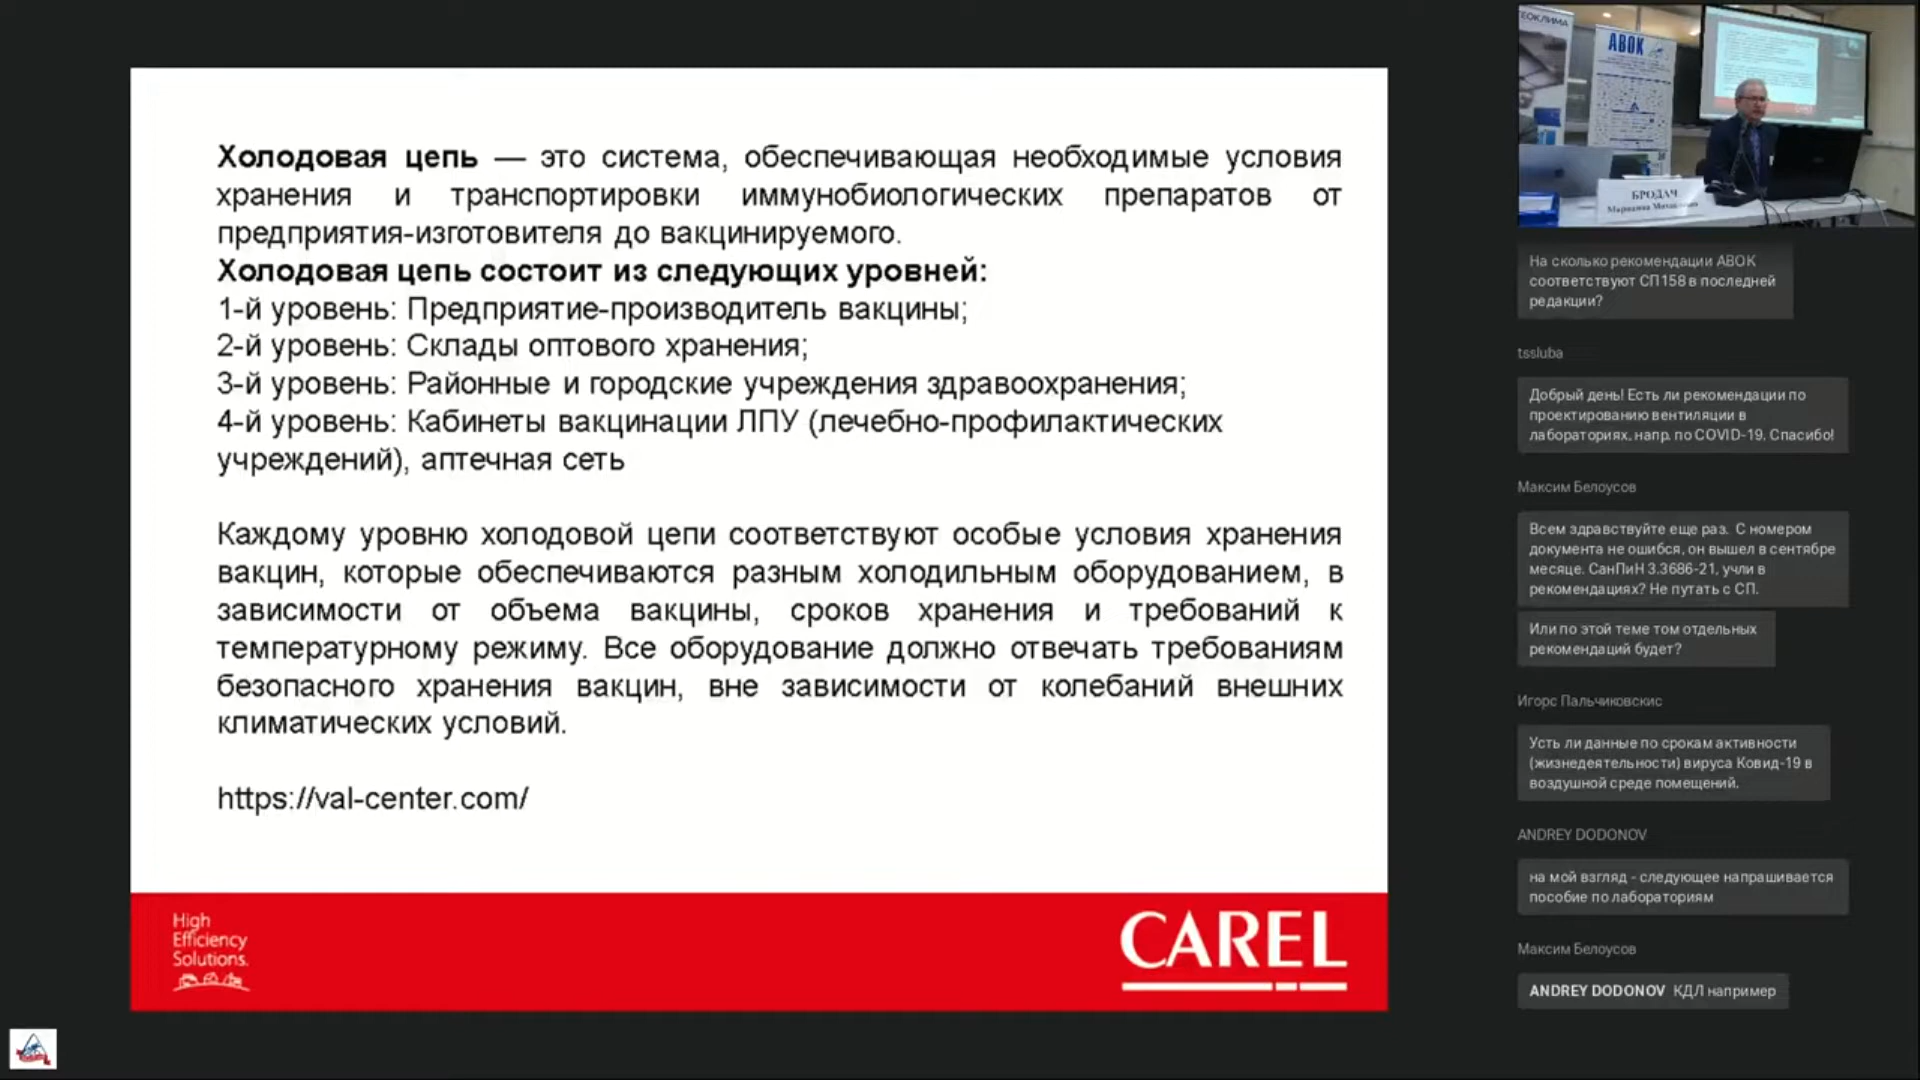 Холодовая цепь — это система, обеспечивающая необходимые условия
хранения и транспортировки иммунобиологических препаратов от
предприятия-изготовителя до вакцинируемого.
Холодовая цепь состоит из следующих уровней:
1-й уровень: Предприятие-производитель вакцины;
2-й уровень: Склады оптового хранения;
3-й уровень: Районные и городские учреждения здравоохранения;
4-й уровень: Кабинеты вакцинации ЛПУ (лечебно-профилактических
учреждений), аптечная сеть
Каждому уровню холодовой цепи соответствуют особые условия хранения
вакцин, которые обеспечиваются разным холодильным оборудованием, в
зависимости от объема вакцины, сроков хранения и требований к
температурному режиму. Все оборудование должно отвечать требованиям
безопасного хранения вакцин, вне зависимости от колебаний внешних
климатических условий.
https://val-center.com/
High
Efficiency
Solutions.
CAREL
АВОК
БРОДАЧ
На сколько рекомендации АВОК
соответствуют СП158 в последней
редакции?
tssluba
Добрый день! Есть ли рекомендации по
проектированию вентиляции в
лабораториях, напр. по COVID-19. Спасибо!
Максим Белоусов
Всем здравствуйте еще раз. С номером
документа не ошибся, он вышел в сентябре
месяце. СанПиН 3.3686-21, учли в
рекомендациях? Не путать с СП.
Или по этой теме том отдельных
рекомендаций будет?
Игорс Пальчиковскис
Усть ли данные по срокам активности
(жизнедеятельности) вируса Ковид-19 в
воздушной среде помещений.
ANDREY DODONOV
на мой взгляд - следующее напрашивается
пособие по лабораториям
Максим Белоусов
ANDREY DODONOV КДЛ например